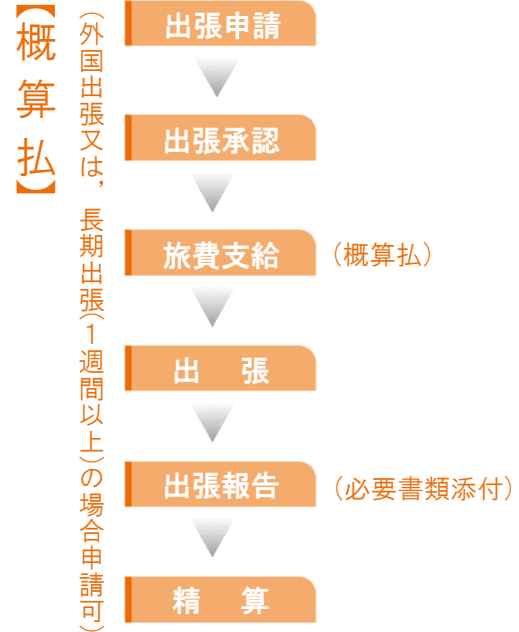 【概算払】
（外国出張又は，長期出張（１週間以上）の場合申請可）
出張申請
出張承認
旅費支給
（概算払）
出　張
出張報告
（必要書類添付）
精　算